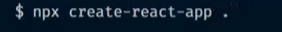 $ npx create-react-app .